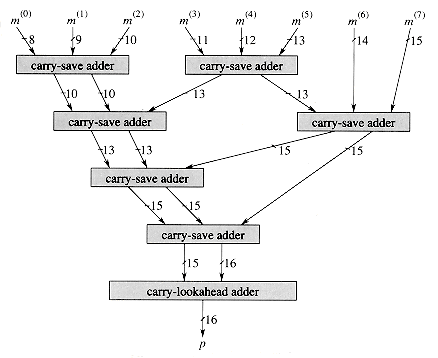 m^(0) m^(1) m^(2) m^(3) m^(4) m^(5) m^(6) m^(7)
8 9 10 11 12 13 14 15
carry-save adder carry-save adder
10 10 13 13
carry-save adder carry-save adder
13 13 15 15
carry-save adder
15 15
carry-save adder
15 16
carry-lookahead adder
16
p